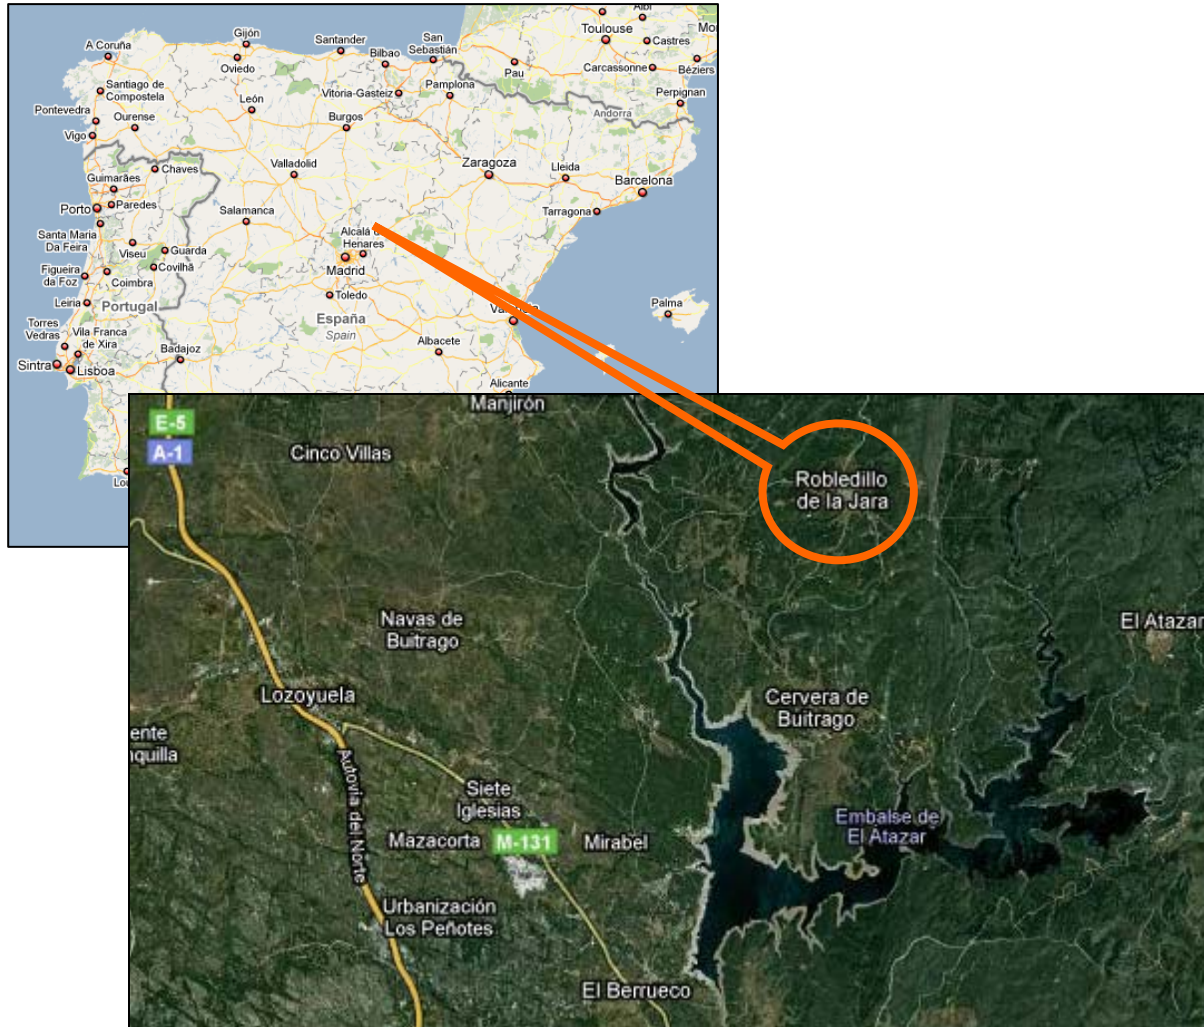 Gijón
A Coruña
Santander
Bilbao
San
Sebastián
Toulouse
Castres
Oviedo
Pau
Carcassonne
Béziers
Santiago de
Compostela
León
Vitoria-Gasteiz
Pamplona
Perpignan
Pontevedra
Ourense
Burgos
Andorra
Vigo
Chaves
Valladolid
Zaragoza
Lleida
Barcelona
Guimarães
Porto
Paredes
Salamanca
Tarragona
Santa Maria
Da Feira
Viseu
Guarda
Alcalá
Henares
Madrid
Figueira
da Foz
Coimbra
Covilhã
Toledo
Leiria
Portugal
España
Spain
Palma
Torres
Vedras
Vila Franca
de Xira
Badajoz
Albacete
Sintra
Lisboa
Alicante
Manjirón
E-5
A-1
Cinco Villas
Robledillo
de la Jara
Navas de
Buitrago
El Atazar
Lozoyuela
Cervera de
Buitrago
Autovia del Norte
Siete
Iglesias
Embalse de
El Atazar
Mazacorta
M-131
Mirabel
Urbanización
Los Peñotes
El Berrueco